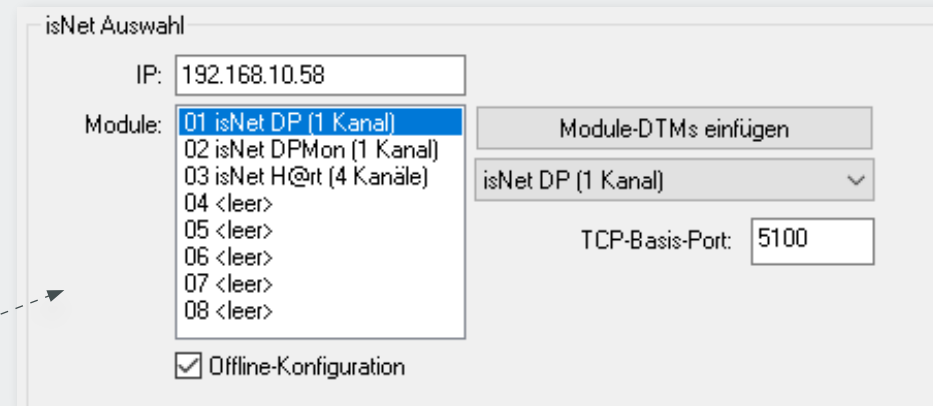 isNet Auswahl
IP: 192.168.10.58
Module: 01 isNet DP (1 Kanal)
02 isNet DPMon (1 Kanal)
03 isNet H@rt (4 Kanäle)
04 <leer>
05 <leer>
06 <leer>
07 <leer>
08 <leer>
Module-DTMs einfügen
isNet DP (1 Kanal)
TCP-Basis-Port: 5100
Offline-Konfiguration